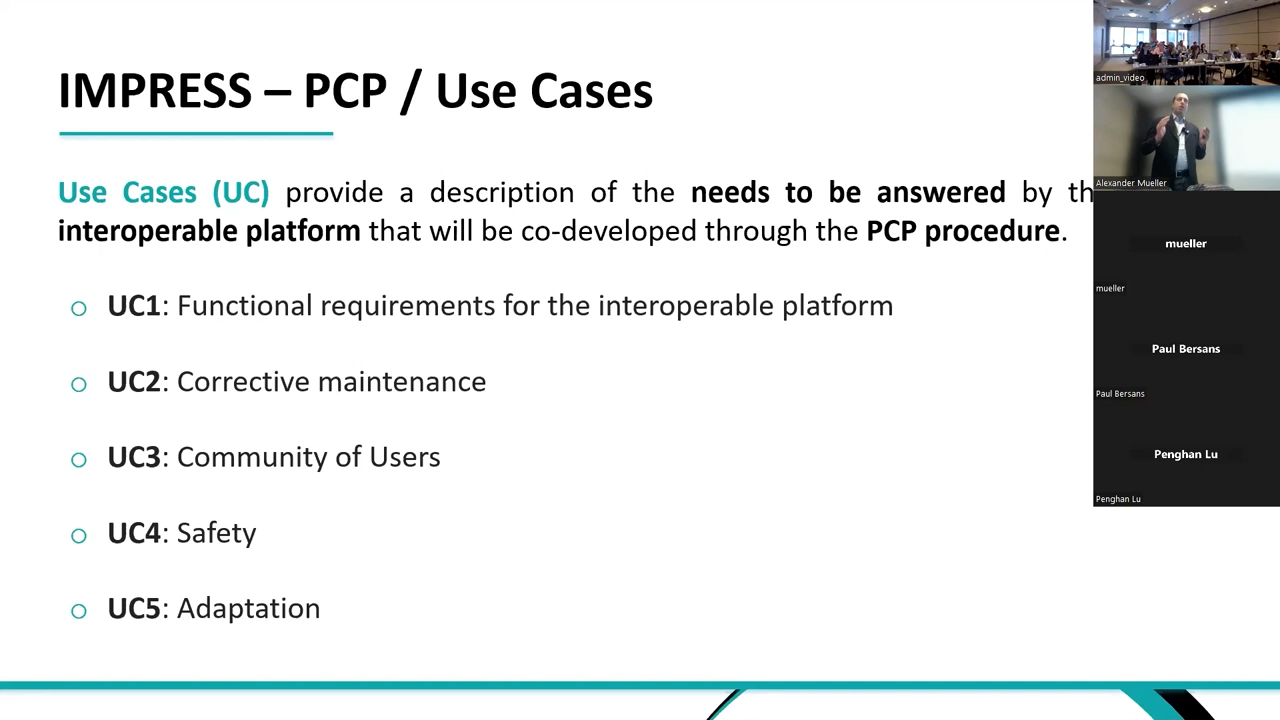 IMPRESS – PCP / Use Cases
Use Cases (UC) provide a description of the needs to be answered by th
interoperable platform that will be co-developed through the PCP procedure.
o UC1: Functional requirements for the interoperable platform
o UC2: Corrective maintenance
o UC3: Community of Users
o UC4: Safety
o UC5: Adaptation
admin_video
Alexander Mueller
mueller
mueller
Paul Bersans
Paul Bersans
Penghan Lu
Penghan Lu